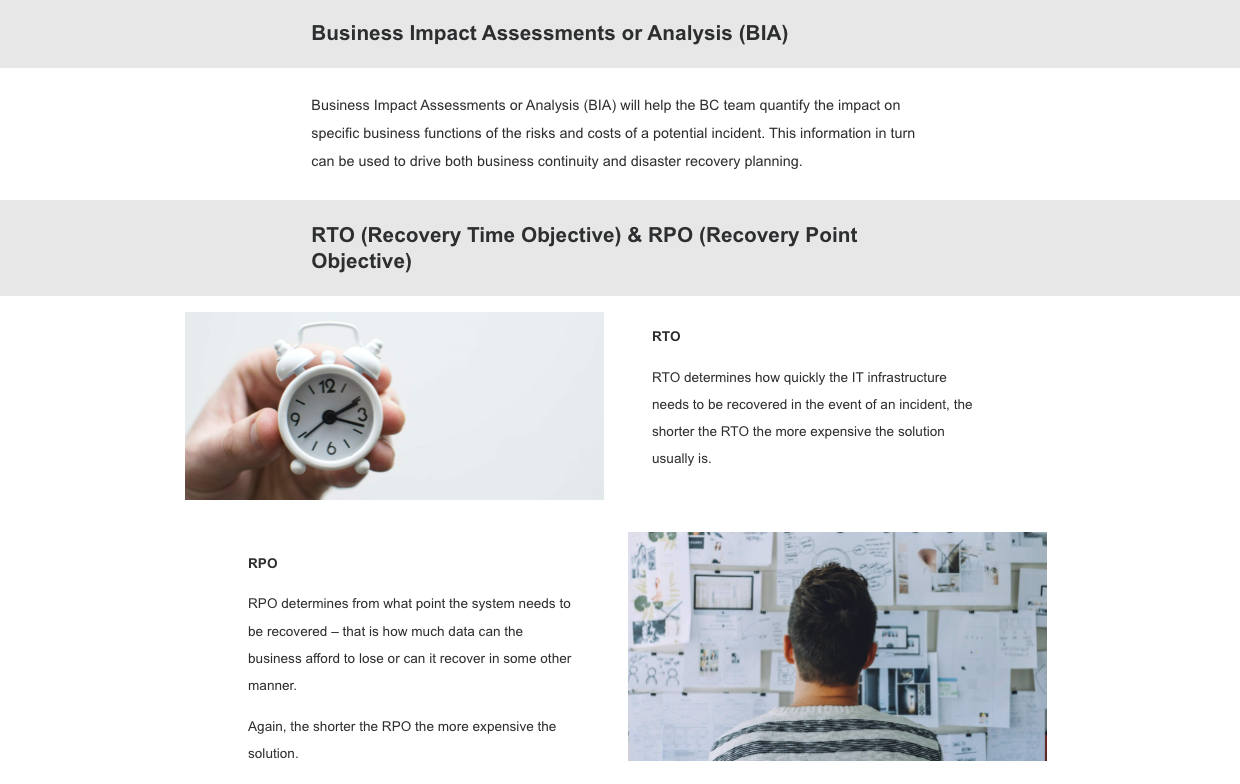 Business Impact Assessments or Analysis (BIA)
Business Impact Assessments or Analysis (BIA) will help the BC team quantify the impact on
specific business functions of the risks and costs of a potential incident. This information in turn
can be used to drive both business continuity and disaster recovery planning.
RTO (Recovery Time Objective) & RPO (Recovery Point
Objective)
12
3
6
9
RTO
RTO determines how quickly the IT infrastructure
needs to be recovered in the event of an incident, the
shorter the RTO the more expensive the solution
usually is.
RPO
RPO determines from what point the system needs to
be recovered – that is how much data can the
business afford to lose or can it recover in some other
manner.
Again, the shorter the RPO the more expensive the
solution.